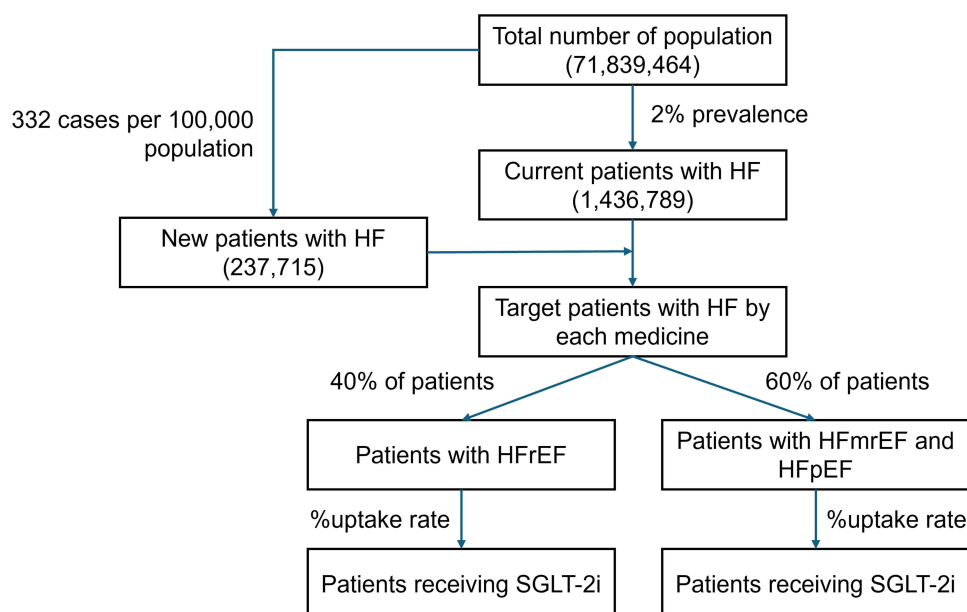 Total number of population
(71,839,464)
332 cases per 100,000
population
2% prevalence
Current patients with HF
(1,436,789)
New patients with HF
(237,715)
Target patients with HF by
each medicine
40% of patients
60% of patients
Patients with HFrEF
Patients with HFmrEF and
HFpEF
%uptake rate
%uptake rate
Patients receiving SGLT-2i
Patients receiving SGLT-2i